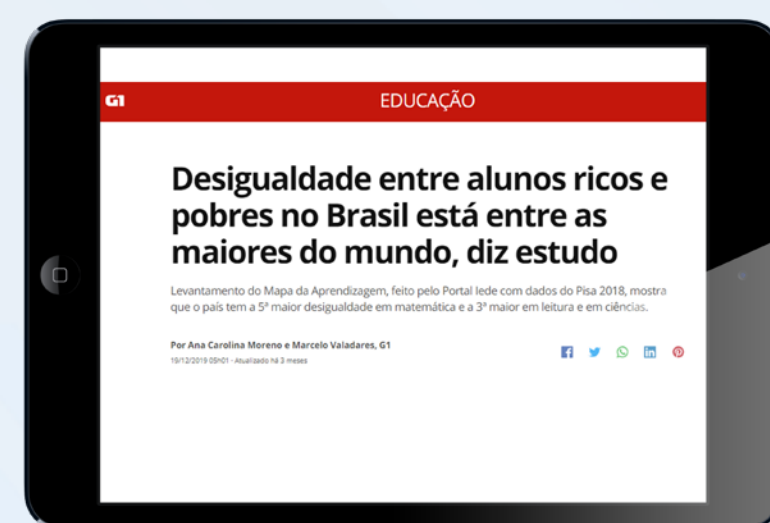 G1
EDUCAÇÃO
Desigualdade entre alunos ricos e
pobres no Brasil está entre as
maiores do mundo, diz estudo
Levantamento do Mapa da Aprendizagem, feito pelo Portal Iede com dados do Pisa 2018, mostra
que o país tem a 5ª maior desigualdade em matemática e a 3ª maior em leitura e em ciências.
Por Ana Carolina Moreno e Marcelo Valadares, G1
19/12/2019 05h01 - Atualizado há 3 meses